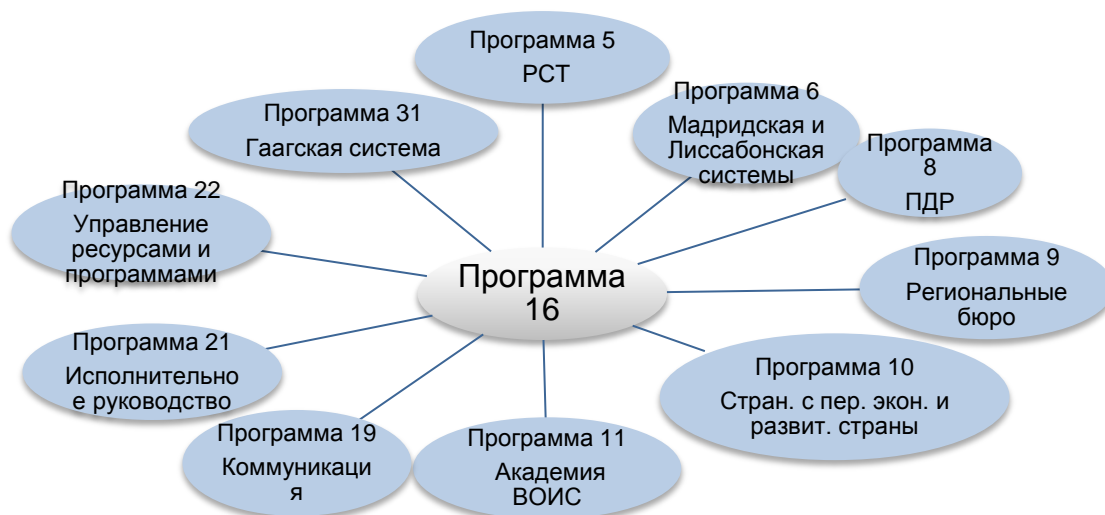 Программа 5
РСТ
Программа 6
Мадридская и
Лиссабонская
системы
Программа 31
Гаагская система
Программа
8
ПДР
Программа 22
Управление
ресурсами и
программами
Программа 9
Региональные
бюро
Программа
16
Программа 21
Исполнительно
е руководство
Программа 10
Стран. с пер. экон. и
развит. страны
Программа 19
Коммуникаци
я
Программа 11
Академия
ВОИС